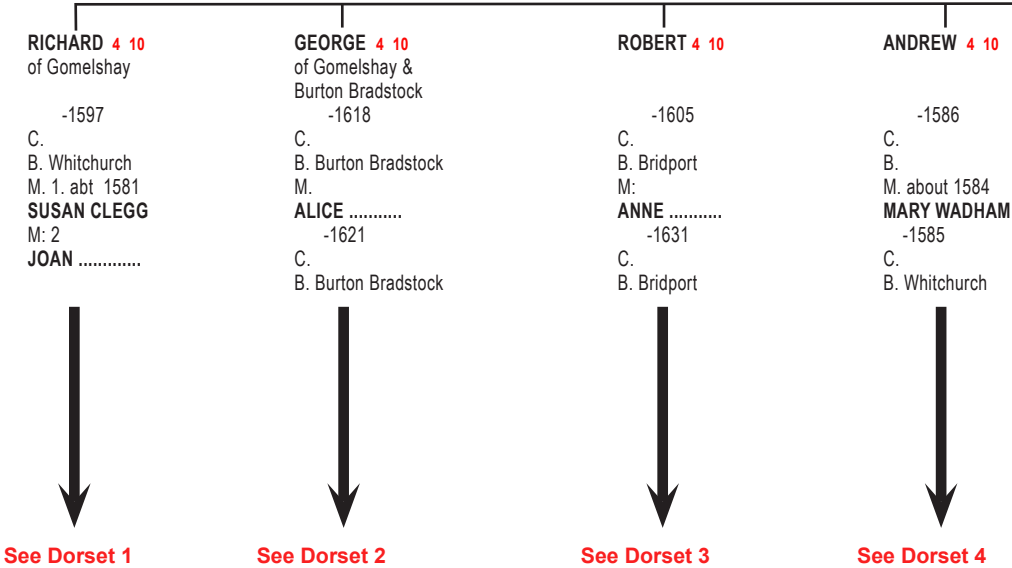 RICHARD 4 10
of Gomelshay
-1597
C.
B. Whitchurch
M. 1. abt 1581
SUSAN CLEGG
M: 2
JOAN .............
See Dorset 1
GEORGE 4 10
of Gomelshay &
Burton Bradstock
-1618
C.
B. Burton Bradstock
M.
ALICE ...........
-1621
C.
B. Burton Bradstock
See Dorset 2
ROBERT 4 10
-1605
C.
B. Bridport
M:
ANNE ...........
-1631
C.
B. Bridport
See Dorset 3
ANDREW 4 10
-1586
C.
B.
M. about 1584
MARY WADHAM
-1585
C.
B. Whitchurch
See Dorset 4